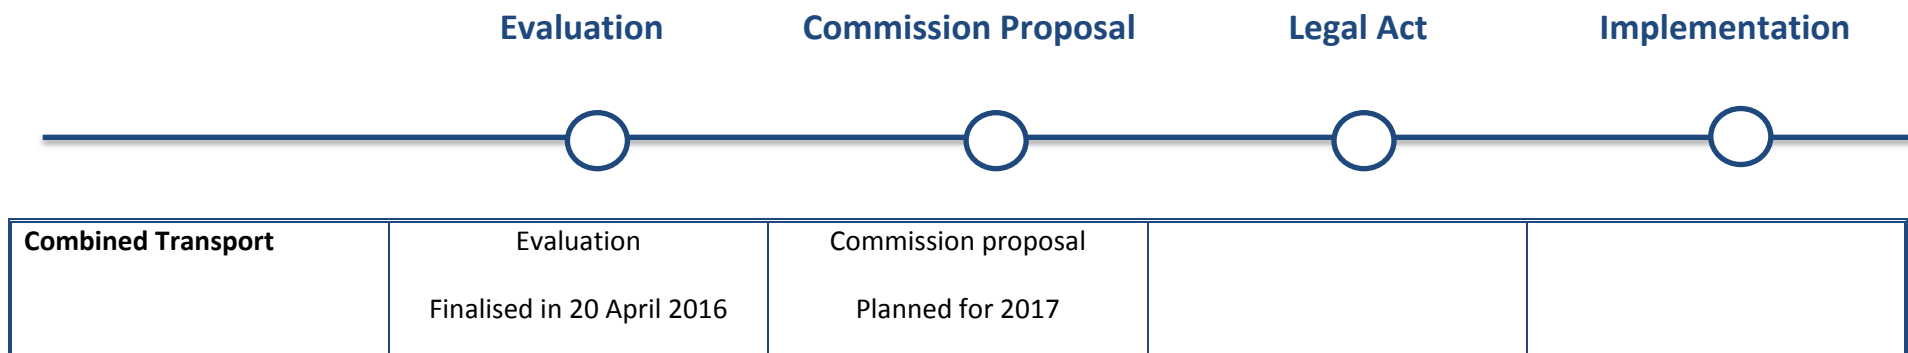 Evaluation Commission Proposal Legal Act Implementation
Combined Transport Evaluation Commission proposal
Finalised in 20 April 2016 Planned for 2017